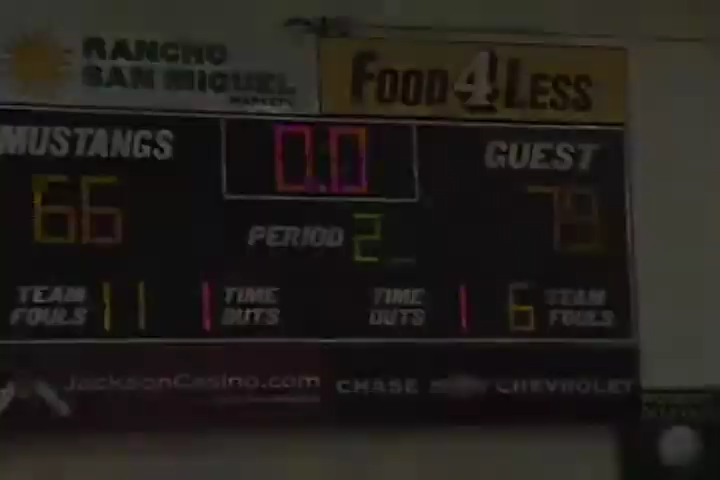 RANCHO
SAN MIGUEL
MARKETS
FOOD 4 LESS
MUSTANGS
0.0
GUEST
66
PERIOD 2
TEAM FOULS 11
1 TIME OUTS
TIME OUTS 1
6 TEAM FOULS
JacksonCasino.com
CHASE CHEVROLET